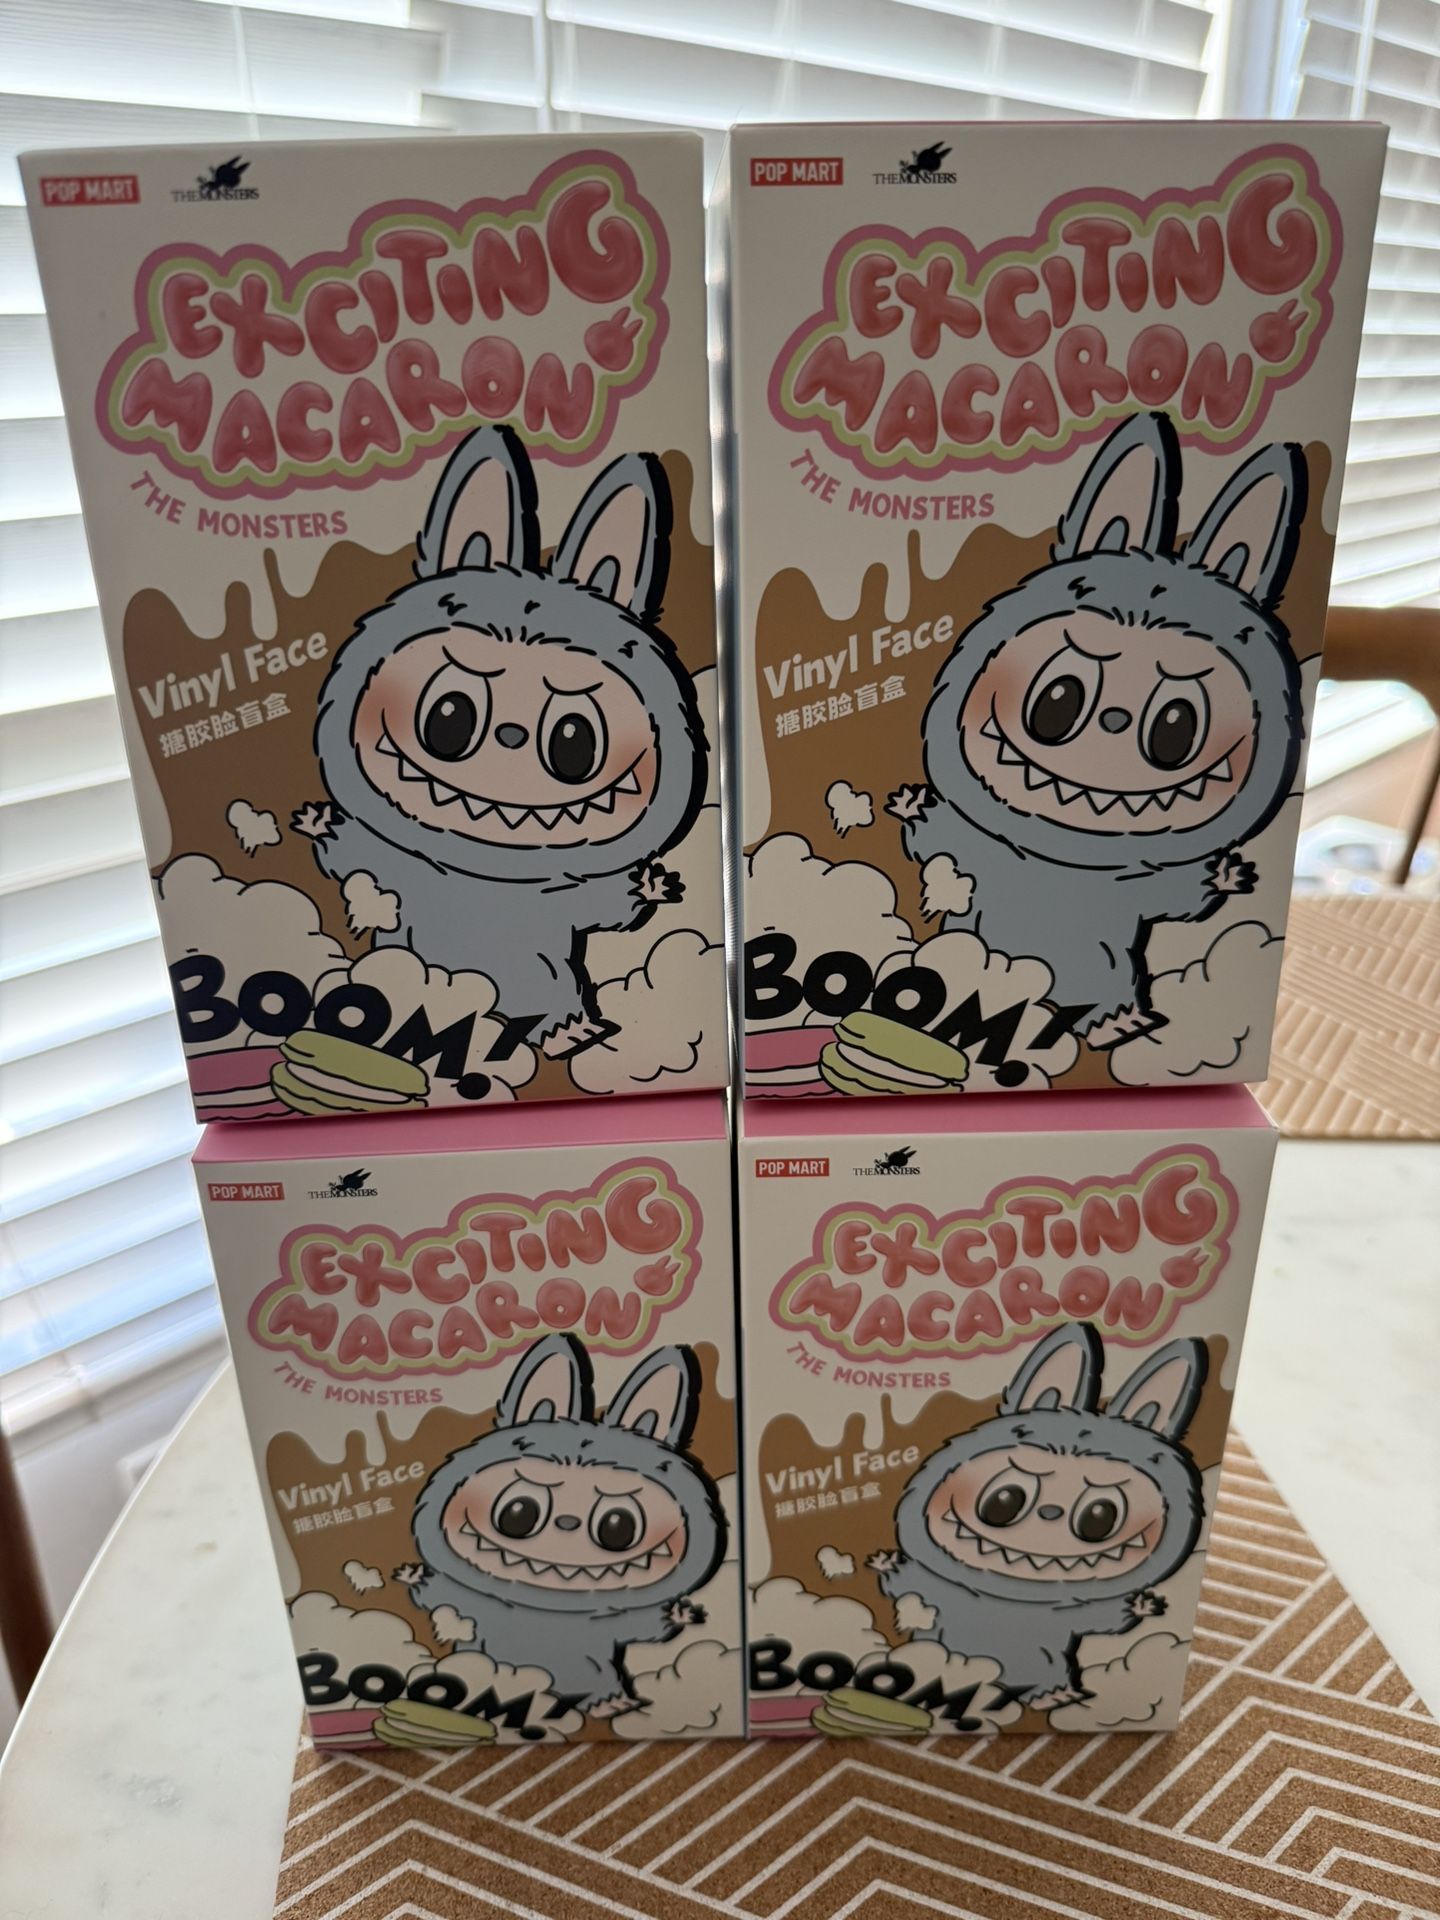 POP MART
THE MONSTERS
EXCITING
MACARON
THE MONSTERS
Vinyl Face
搪胶脸盲盒
BOOM!
POP MART
THE MONSTERS
EXCITING
MACARON
THE MONSTERS
Vinyl Face
搪胶脸盲盒
BOOM!
POP MART
THE MONSTERS
EXCITING
MACARON
THE MONSTERS
Vinyl Face
搪胶脸盲盒
BOOM!
POP MART
THE MONSTERS
EXCITING
MACARON
THE MONSTERS
Vinyl Face
搪胶脸盲盒
BOOM!